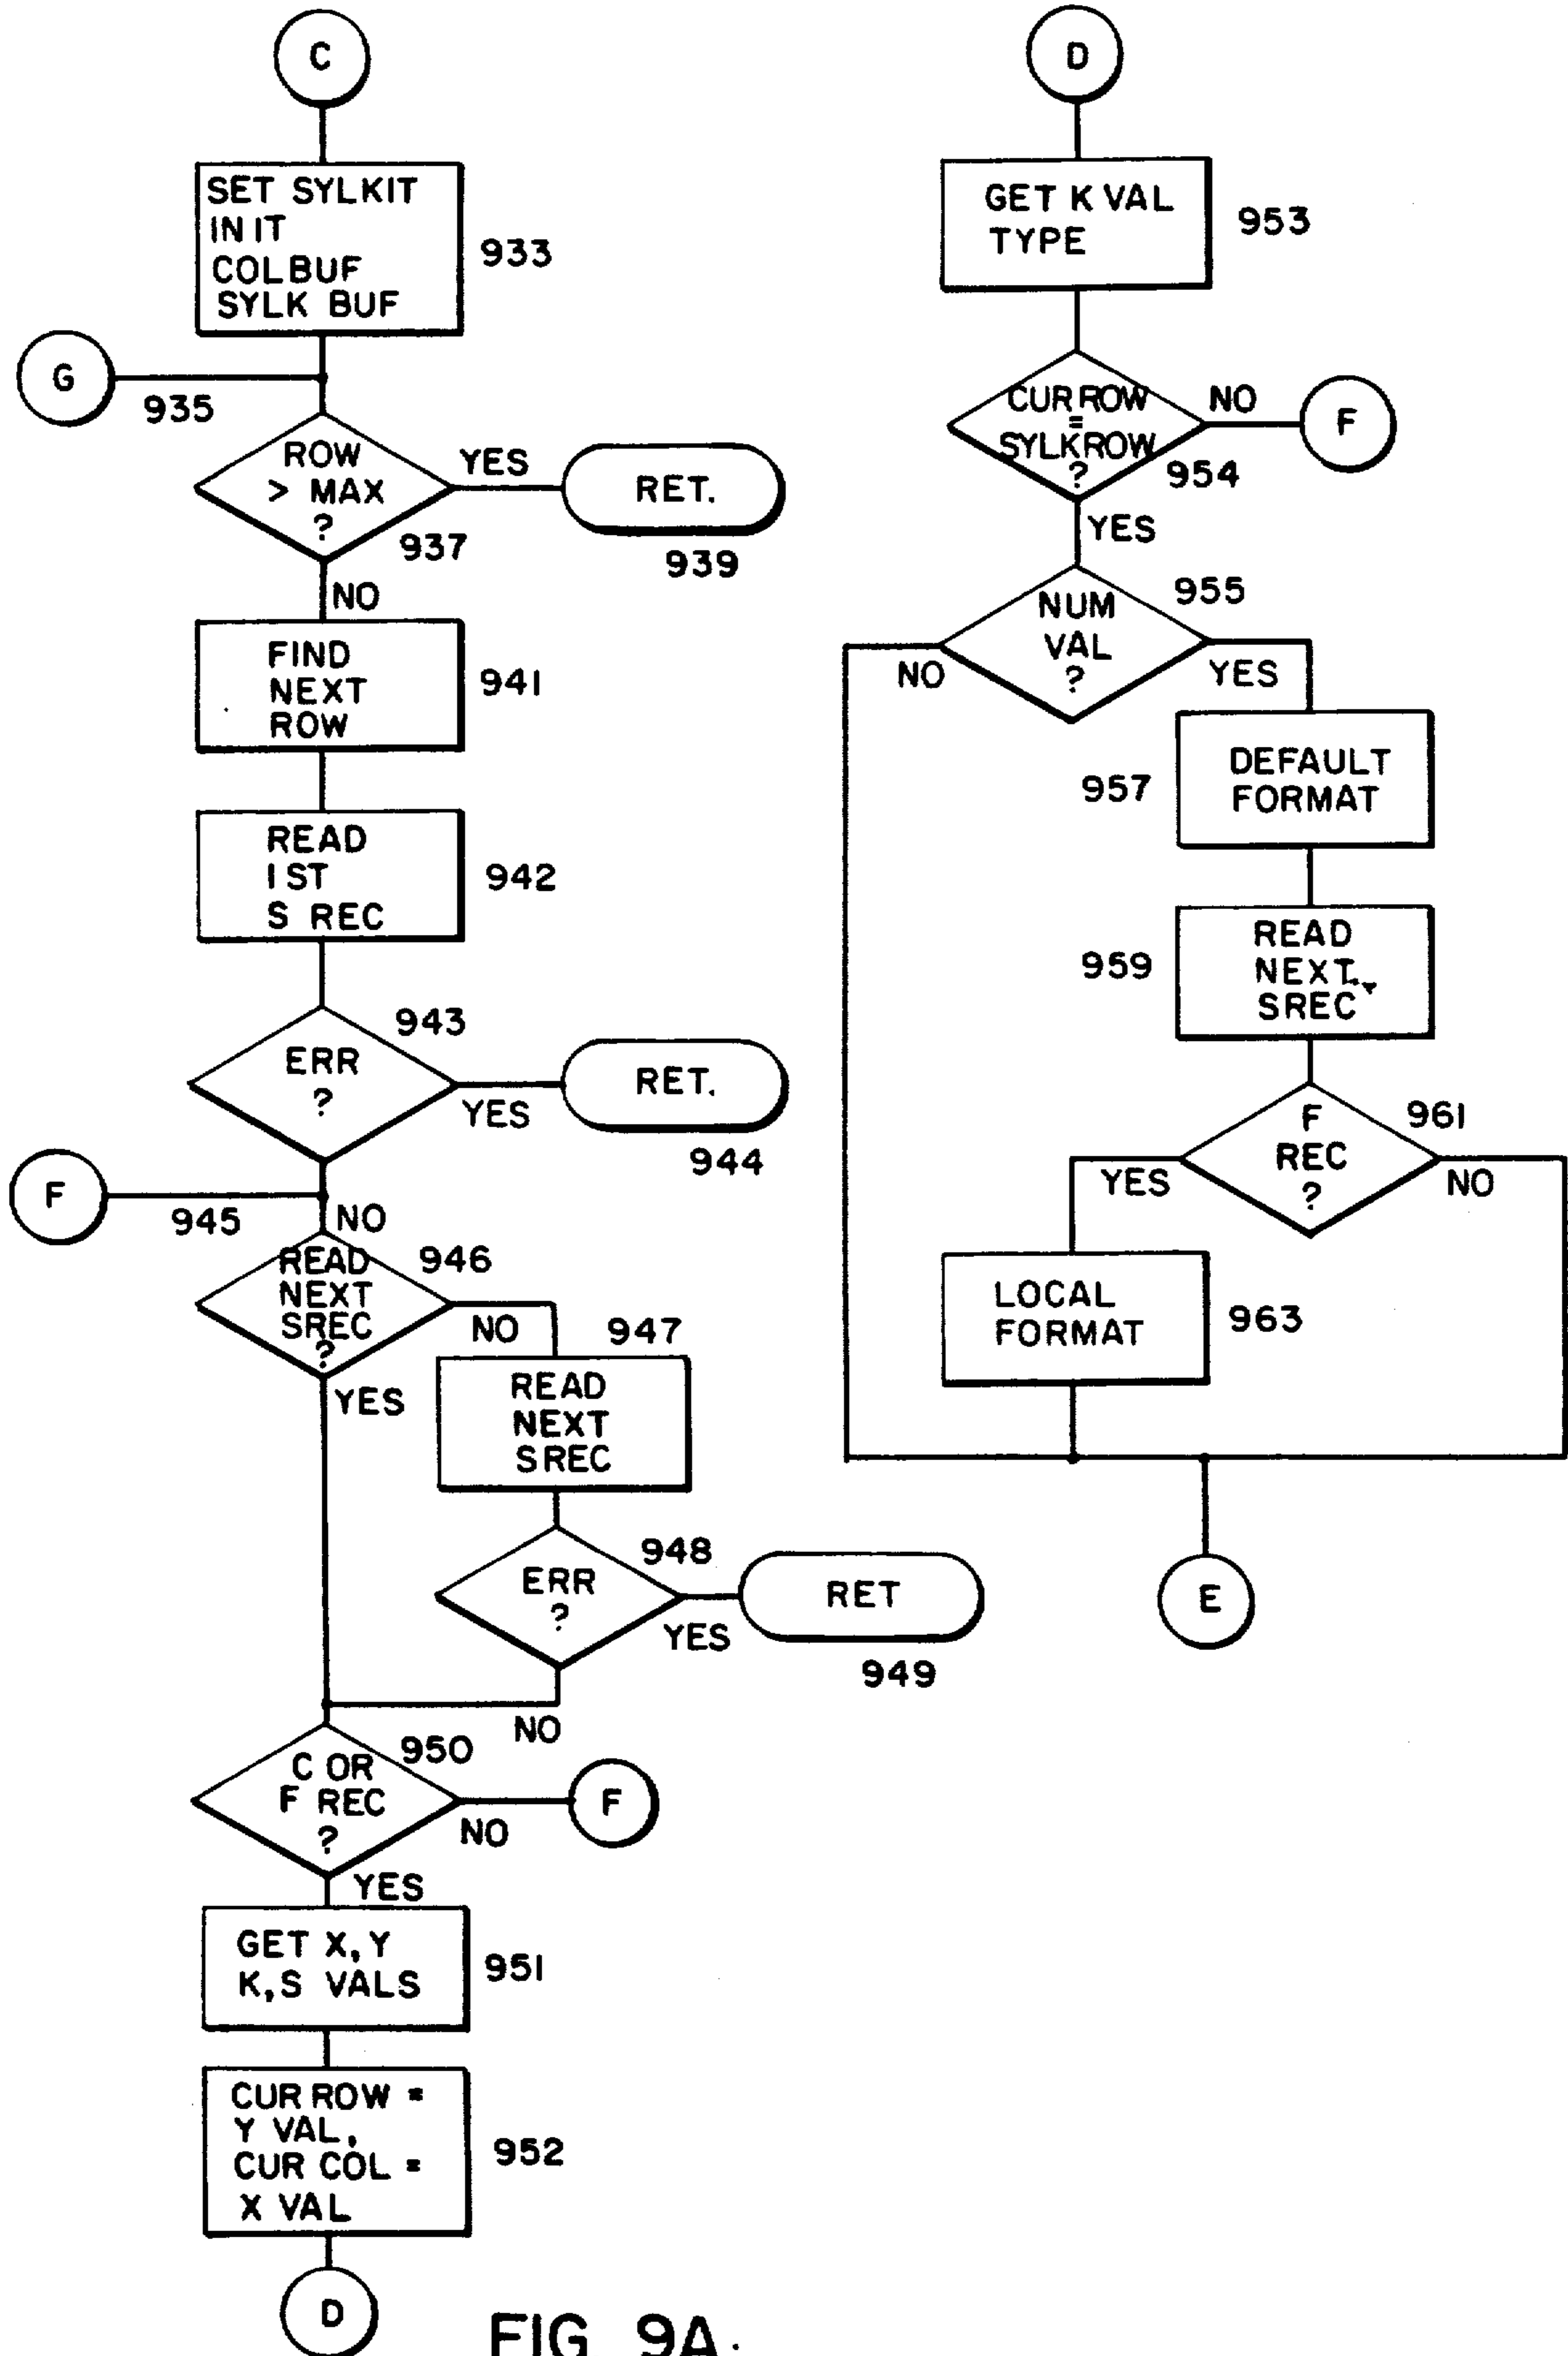 C
SET SYLKIT
INIT
COLBUF
SYLK BUF
933
G
935
ROW
> MAX
?
937
YES
RET.
939
NO
FIND
NEXT
ROW
941
READ
1ST
S REC
942
943
ERR
?
YES
RET.
944
F
945
NO
READ
NEXT
SREC
?
946
NO
947
YES
READ
NEXT
SREC
948
ERR
?
YES
RET
949
NO
950
C OR
F REC
?
NO
F
YES
GET X,Y
K,S VALS
951
CUR ROW =
Y VAL,
CUR COL =
X VAL
952
D
D
GET K VAL
TYPE
953
CUR ROW
=
SYLKROW
?
954
NO
F
YES
955
NUM
VAL
?
NO
YES
DEFAULT
FORMAT
957
READ
NEXT
SREC
959
F
REC
?
961
YES
NO
LOCAL
FORMAT
963
E
FIG 9A.